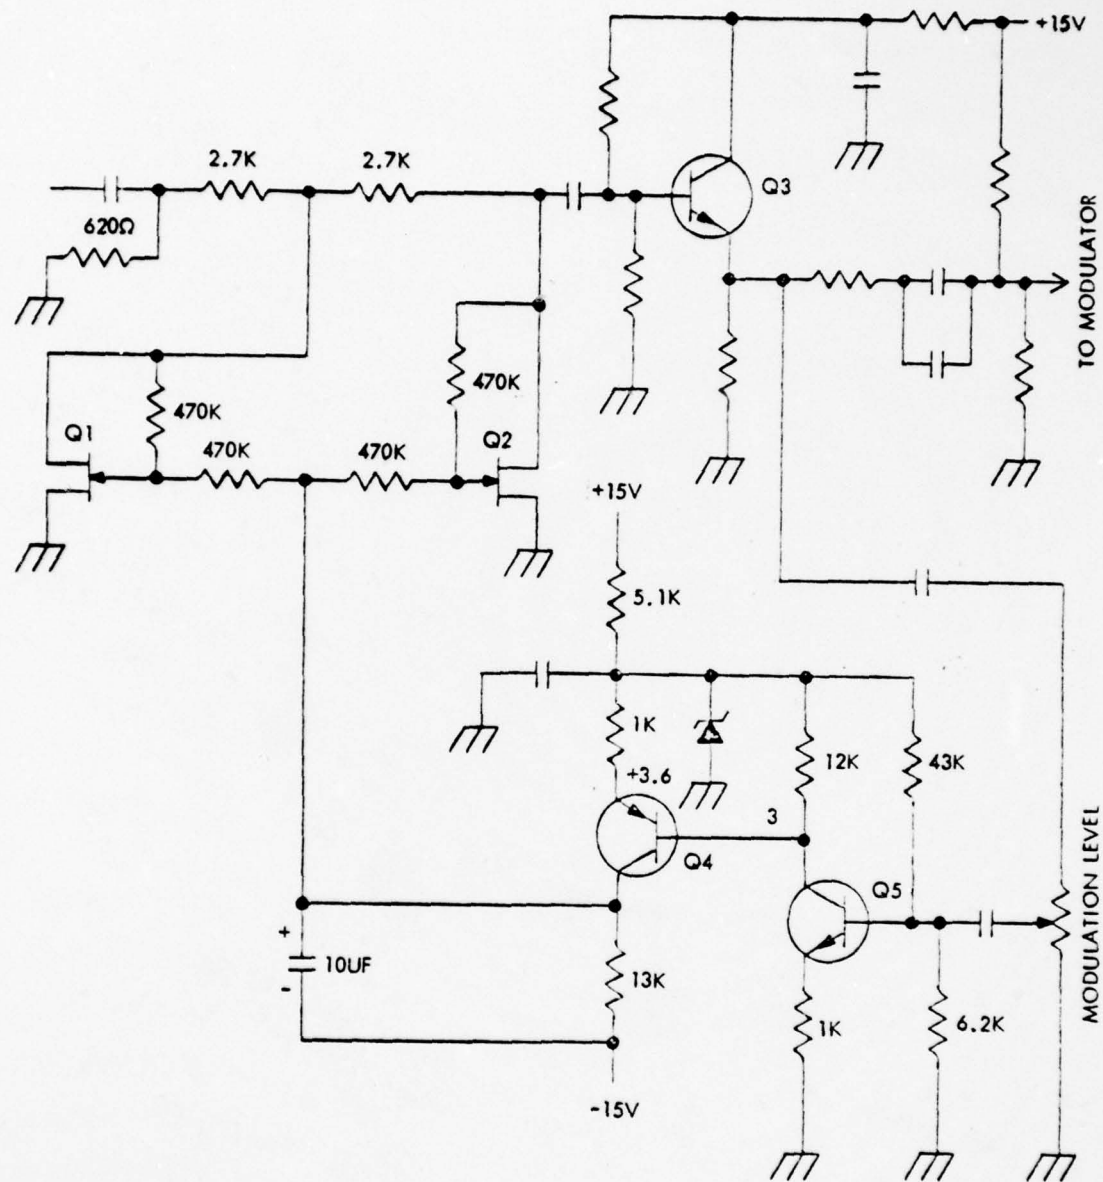 +15V
2.7K
2.7K
Q3
620Ω
TO MODULATOR
470K
470K
Q1
470K
470K
Q2
+15V
5.1K
1K
12K
43K
+3.6
3
Q4
MODULATION LEVEL
Q5
+
10UF
-
13K
1K
6.2K
-15V